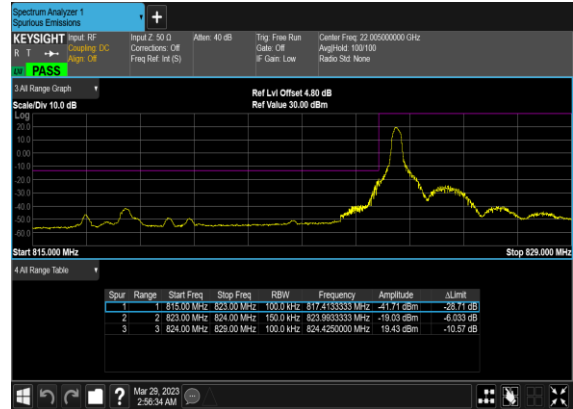 Spectrum Analyzer 1
Spurious Emissions
KEYSIGHT Input: RF Input Z: 50 Ω Atten: 40 dB Trig: Free Run Center Freq: 22.005000000 GHz
R T Coupling: DC Corrections: Off Gate: Off Avg|Hold: 100/100
Align: Off Freq Ref: Int (S) IF Gain: Low Radio Std: None
PASS
3 All Range Graph
Ref Lvl Offset 4.80 dB
Scale/Div 10.0 dB Ref Value 30.00 dBm
Log
20.0
10.0
0.00
-10.0
-20.0
-30.0
-40.0
-50.0
-60.0
Start 815.000 MHz Stop 829.000 MHz
4 All Range Table
Spur Range Start Freq Stop Freq RBW Frequency Amplitude ΔLimit
1 1 815.00 MHz 823.00 MHz 100.0 kHz 817.4133333 MHz -41.71 dBm -28.71 dB
2 2 823.00 MHz 824.00 MHz 150.0 kHz 823.9933333 MHz -19.03 dBm -6.033 dB
3 3 824.00 MHz 829.00 MHz 100.0 kHz 824.4250000 MHz 19.43 dBm -10.57 dB
? Mar 29, 2023
2:56:34 AM